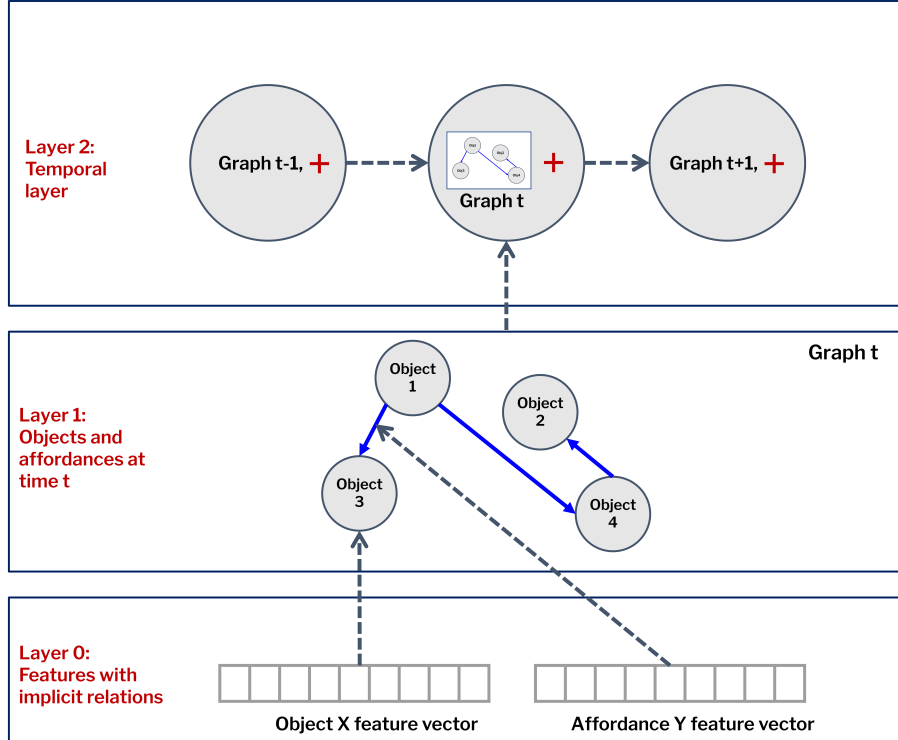 Layer 2:
Temporal
layer
Graph t-1, +
+
Graph t
Graph t+1, +
Graph t
Layer 1:
Objects and
affordances at
time t
Object
1
Object
2
Object
3
Object
4
Layer 0:
Features with
implicit relations
Object X feature vector
Affordance Y feature vector